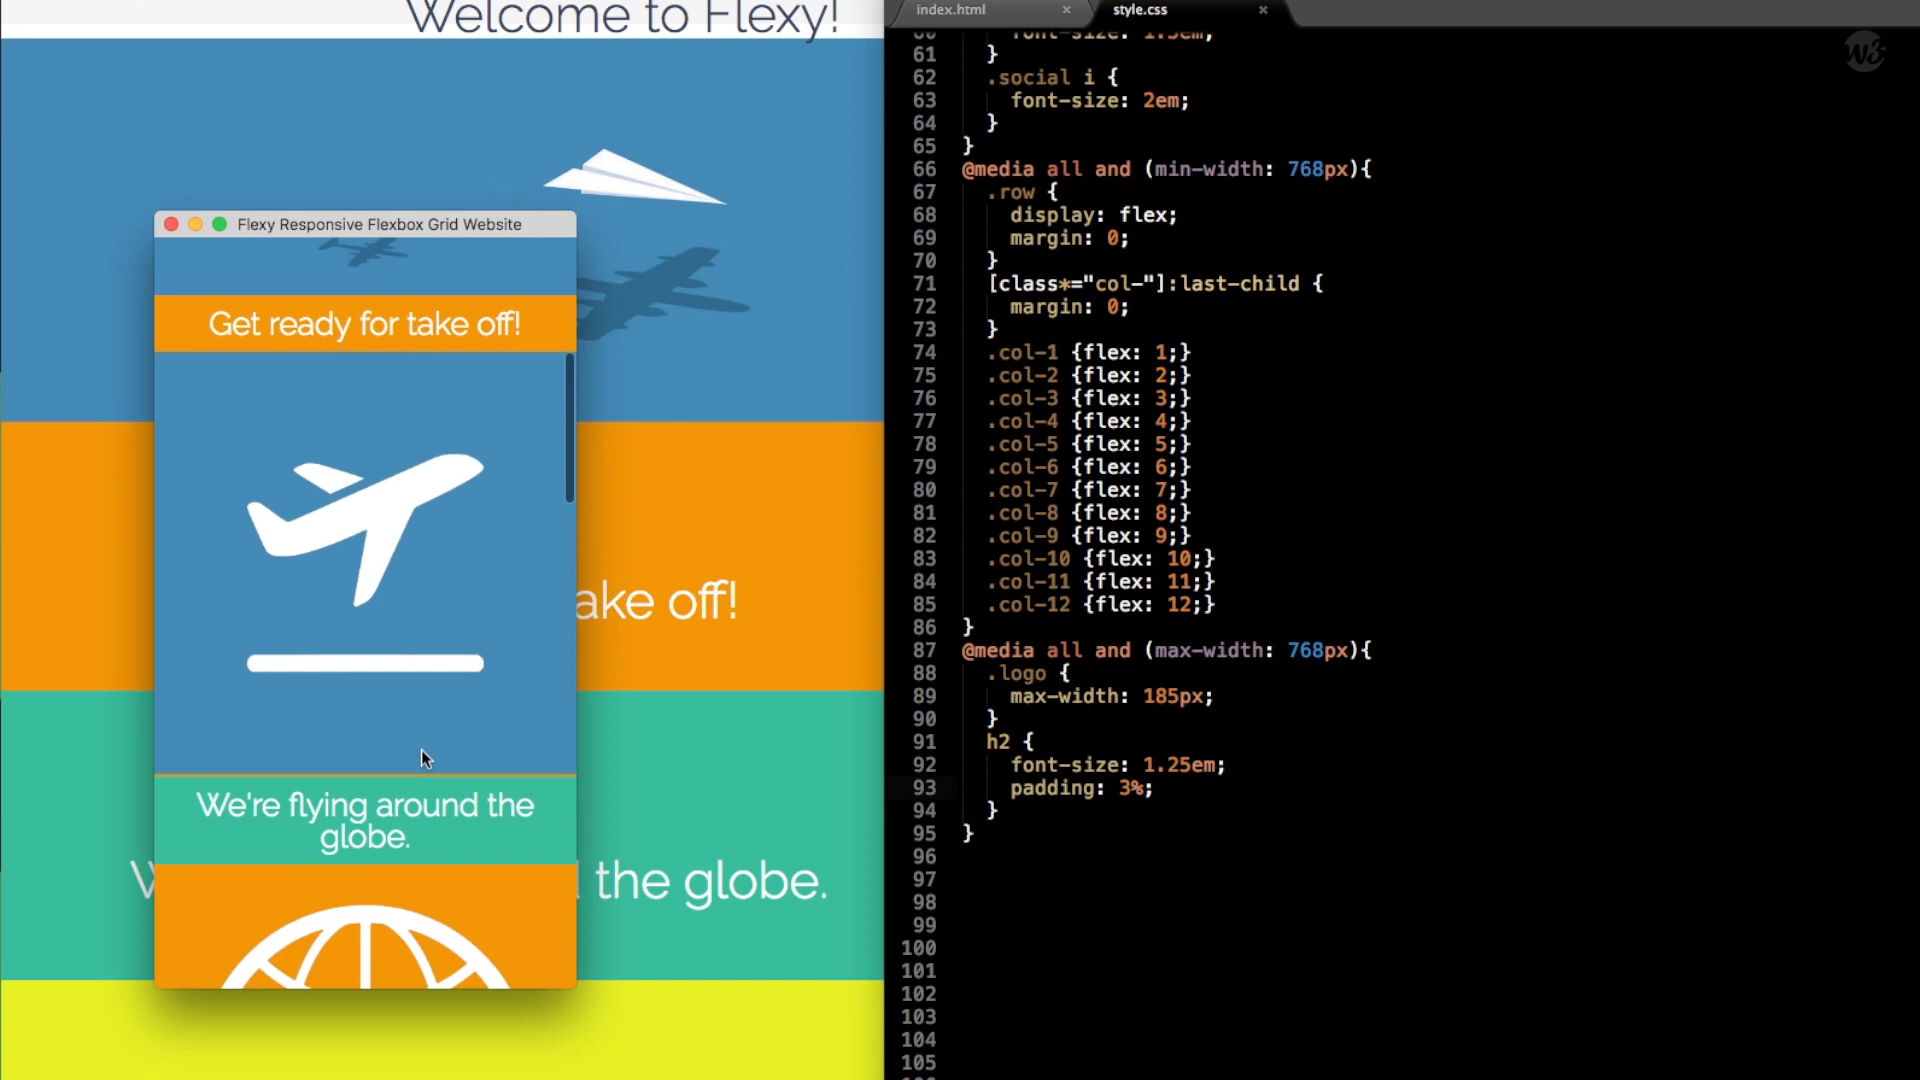 Welcome to Flexy!
Flexy Responsive Flexbox Grid Website
Get ready for take off!
ake off!
We're flying around the
globe.
the globe.
index.html ×
style.css ×
60 font-size: 1.5em;
61 }
62 .social i {
63 font-size: 2em;
64 }
65 }
66 @media all and (min-width: 768px){
67 .row {
68 display: flex;
69 margin: 0;
70 }
71 [class*="col-"]:last-child {
72 margin: 0;
73 }
74 .col-1 {flex: 1;}
75 .col-2 {flex: 2;}
76 .col-3 {flex: 3;}
77 .col-4 {flex: 4;}
78 .col-5 {flex: 5;}
79 .col-6 {flex: 6;}
80 .col-7 {flex: 7;}
81 .col-8 {flex: 8;}
82 .col-9 {flex: 9;}
83 .col-10 {flex: 10;}
84 .col-11 {flex: 11;}
85 .col-12 {flex: 12;}
86 }
87 @media all and (max-width: 768px){
88 .logo {
89 max-width: 185px;
90 }
91 h2 {
92 font-size: 1.25em;
93 padding: 3%;
94 }
95 }
96
97
98
99
100
101
102
103
104
105
W3